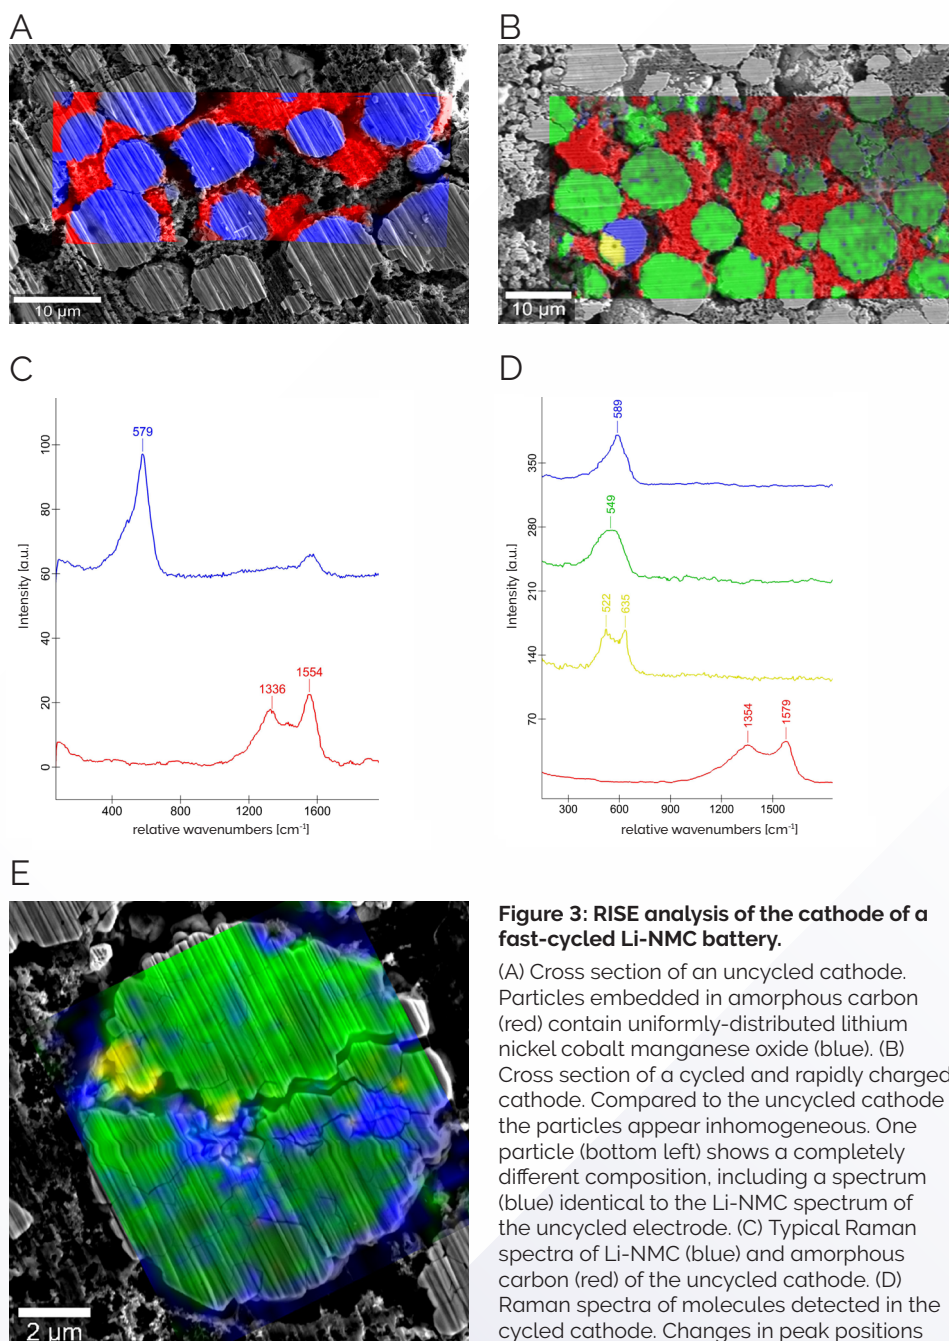 A
B
10 µm
10 µm
C
D
579
1336
1554
Intensity [a.u.]
100
80
60
40
20
0
400
800
1200
1600
relative wavenumbers [cm⁻¹]
589
549
522
635
1354
1579
Intensity [a.u.]
350
280
210
140
70
300
600
900
1200
1500
relative wavenumbers [cm⁻¹]
E
2 µm
Figure 3: RISE analysis of the cathode of a
fast-cycled Li-NMC battery.
(A) Cross section of an uncycled cathode.
Particles embedded in amorphous carbon
(red) contain uniformly-distributed lithium
nickel cobalt manganese oxide (blue). (B)
Cross section of a cycled and rapidly charged
cathode. Compared to the uncycled cathode
the particles appear inhomogeneous. One
particle (bottom left) shows a completely
different composition, including a spectrum
(blue) identical to the Li-NMC spectrum of
the uncycled electrode. (C) Typical Raman
spectra of Li-NMC (blue) and amorphous
carbon (red) of the uncycled cathode. (D)
Raman spectra of molecules detected in the
cycled cathode. Changes in peak positions